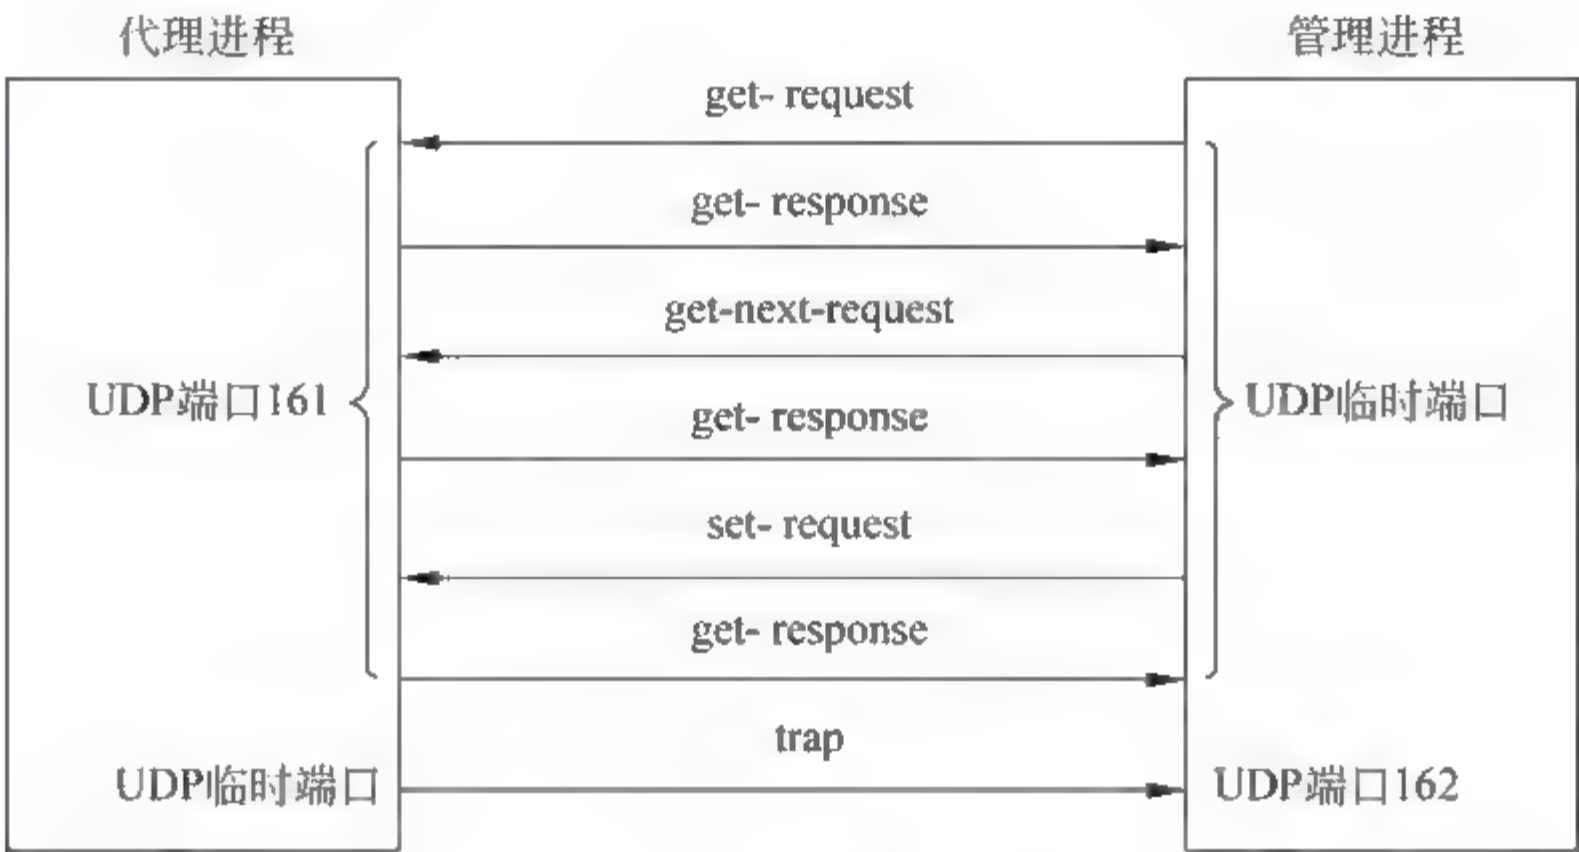 代理进程
管理进程
get- request
get- response
get-next-request
UDP端口161
get- response
UDP临时端口
set- request
get- response
trap
UDP临时端口
UDP端口162